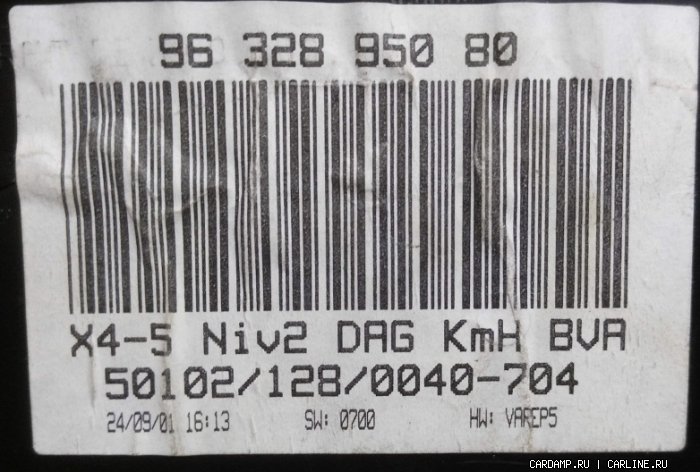 96 328 950 80
X4-5 Niv2 DAG KmH BVA
50102/128/0040-704
24/09/01 16:13 SW: 0700 HW: VAREP5
CARDAMP.RU | CARLINE.RU